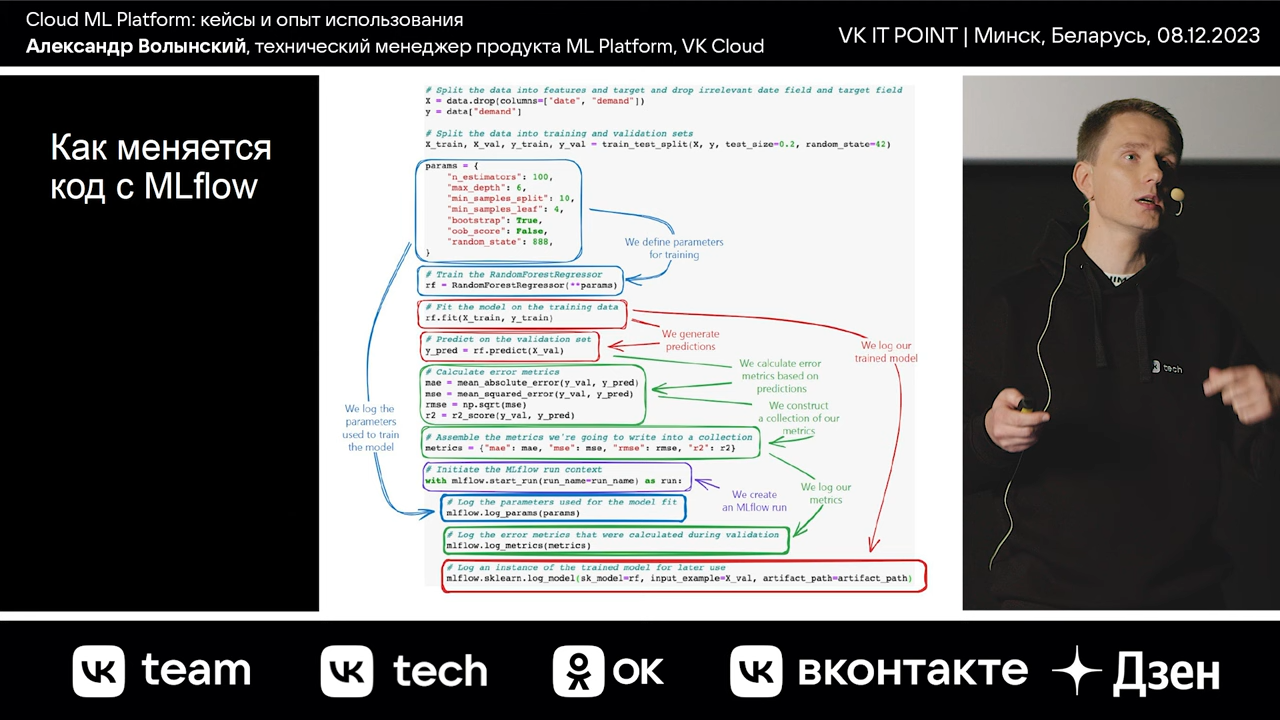 Cloud ML Platform: кейсы и опыт использования
Александр Волынский, технический менеджер продукта ML Platform, VK Cloud
VK IT POINT | Минск, Беларусь, 08.12.2023
Как меняется
код с MLflow
# Split the data into features and target and drop irrelevant date field and target field
X = data.drop(columns=["date", "demand"])
y = data["demand"]
# Split the data into training and validation sets
X_train, X_val, y_train, y_val = train_test_split(X, y, test_size=0.2, random_state=42)
params = {
"n_estimators": 100,
"max_depth": 6,
"min_samples_split": 10,
"min_samples_leaf": 4,
"bootstrap": True,
"oob_score": False,
"random_state": 888,
}
We define parameters
for training
# Train the RandomForestRegressor
rf = RandomForestRegressor(**params)
# Fit the model on the training data
rf.fit(X_train, y_train)
We generate
predictions
We log our
trained model
# Predict on the validation set
y_pred = rf.predict(X_val)
We calculate error
metrics based on
predictions
# Calculate error metrics
mae = mean_absolute_error(y_val, y_pred)
mse = mean_squared_error(y_val, y_pred)
rmse = np.sqrt(mse)
r2 = r2_score(y_val, y_pred)
We construct
a collection of our
metrics
We log the
parameters
used to train
the model
# Assemble the metrics we're going to write into a collection
metrics = {"mae": mae, "mse": mse, "rmse": rmse, "r2": r2}
# Initiate the MLflow run context
with mlflow.start_run(run_name=run_name) as run:
We create
an MLflow run
We log our
metrics
# Log the parameters used for the model fit
mlflow.log_params(params)
# Log the error metrics that were calculated during validation
mlflow.log_metrics(metrics)
# Log an instance of the trained model for later use
mlflow.sklearn.log_model(sk_model=rf, input_example=X_val, artifact_path=artifact_path)
tech
team
tech
ОК
вконтакте
Дзен